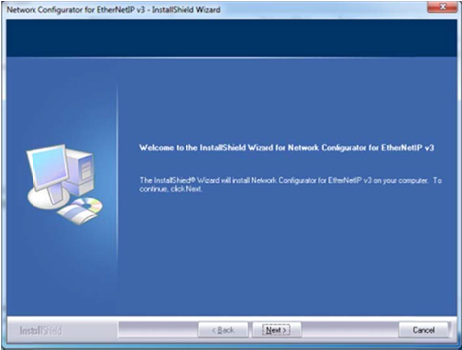 Network Configurator for EtherNetIP v3 - InstallShield Wizard
Welcome to the InstallShield Wizard for Network Configurator for EtherNetIP v3
The InstallShield® Wizard will install Network Configurator for EtherNetIP v3 on your computer. To
continue, click Next.
InstallShield
< Back
Next >
Cancel